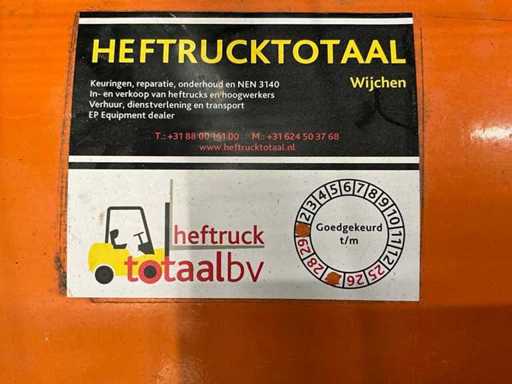 HEFTRUCKTOTAAL
Wijchen
Keuringen, reparatie, onderhoud en NEN 3140
In- en verkoop van heftrucks en hoogwerkers
Verhuur, dienstverlening en transport
EP Equipment dealer
T.: +31 88 00 161 00 M.: +31 624 50 37 68
www.heftrucktotaal.nl
heftruck
totaalbv
Goedgekeurd
t/m
2 3 4 5 6 7 8 9 10 11 12
25 26 28 29